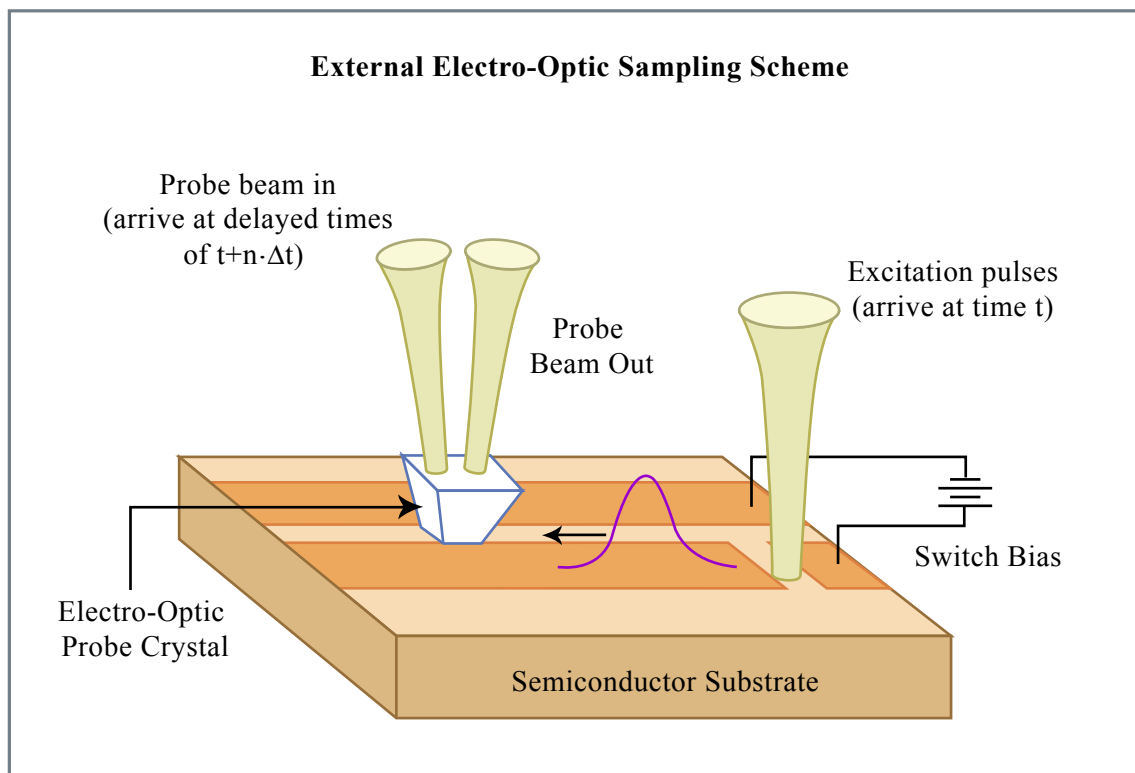 External Electro-Optic Sampling Scheme
Probe beam in
(arrive at delayed times
of t+n·Δt)
Excitation pulses
(arrive at time t)
Probe
Beam Out
Switch Bias
Electro-Optic
Probe Crystal
Semiconductor Substrate